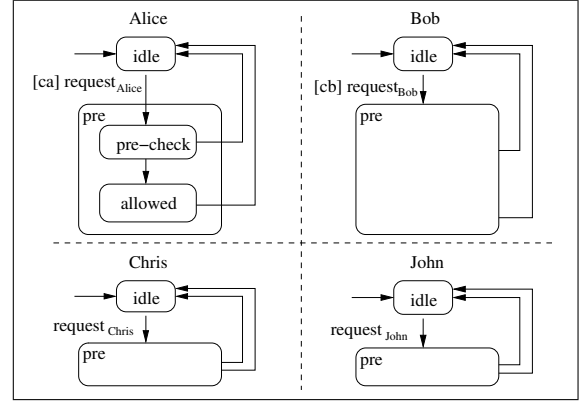 Alice
idle
[ca] request Alice
pre
pre-check
allowed
Bob
idle
[cb] request Bob
pre
Chris
idle
request Chris
pre
John
idle
request John
pre